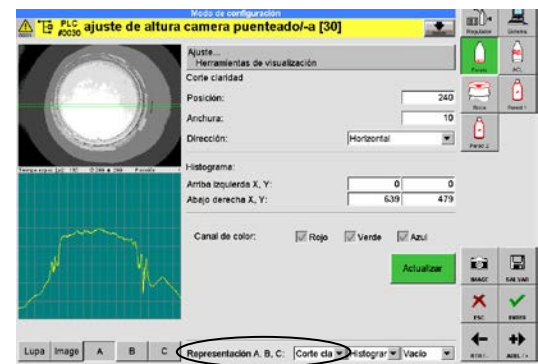 Modo de configuración
PLC
#0030
ajuste de altura camera puenteado/-a [30]
Regulador
Sistema
Ajuste...
Herramientas de visualización
Corte claridad
Posición: 240
Anchura: 10
Dirección: Horizontal
ACL
Pared 1
Pared 2
Histograma:
Arriba izquierda X, Y: 0 0
Abajo derecha X, Y: 639 479
Canal de color: Rojo Verde Azul
Actualizar
IMAGE
SALVAR
ESC
ENTER
Lupa Image A B C
Representación A, B, C: Corte cla Histograr Vacío